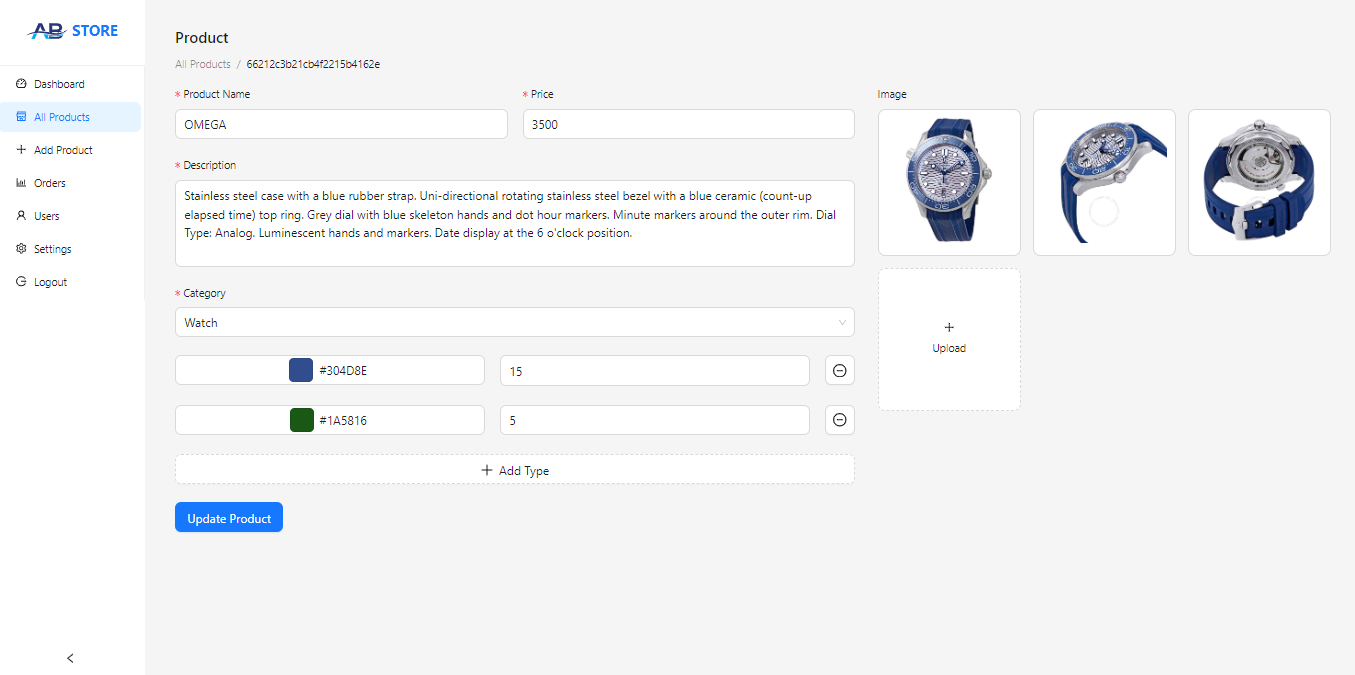 AB STORE
Dashboard
All Products
Add Product
Orders
Users
Settings
Logout
Product
All Products / 66212c3b21cb4f2215b4162e
* Product Name
OMEGA
* Price
3500
* Description
Stainless steel case with a blue rubber strap. Uni-directional rotating stainless steel bezel with a blue ceramic (count-up
elapsed time) top ring. Grey dial with blue skeleton hands and dot hour markers. Minute markers around the outer rim. Dial
Type: Analog. Luminescent hands and markers. Date display at the 6 o'clock position.
* Category
Watch
#304D8E
15
#1A5816
5
Add Type
Update Product
Image
Upload